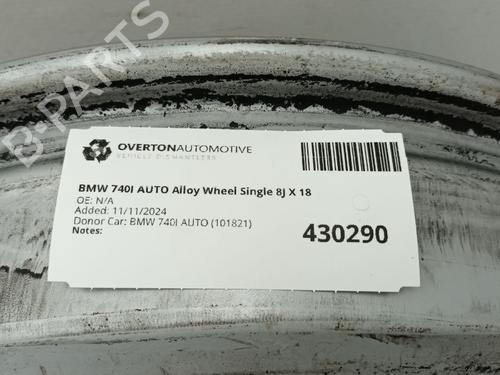 B-PARTS
OVERTONAUTOMOTIVE
VEHICLE DISMANTLERS
BMW 740I AUTO Alloy Wheel Single 8J X 18
OE: N/A
Added: 11/11/2024
Donor Car: BMW 740I AUTO (101821)
Notes:
430290